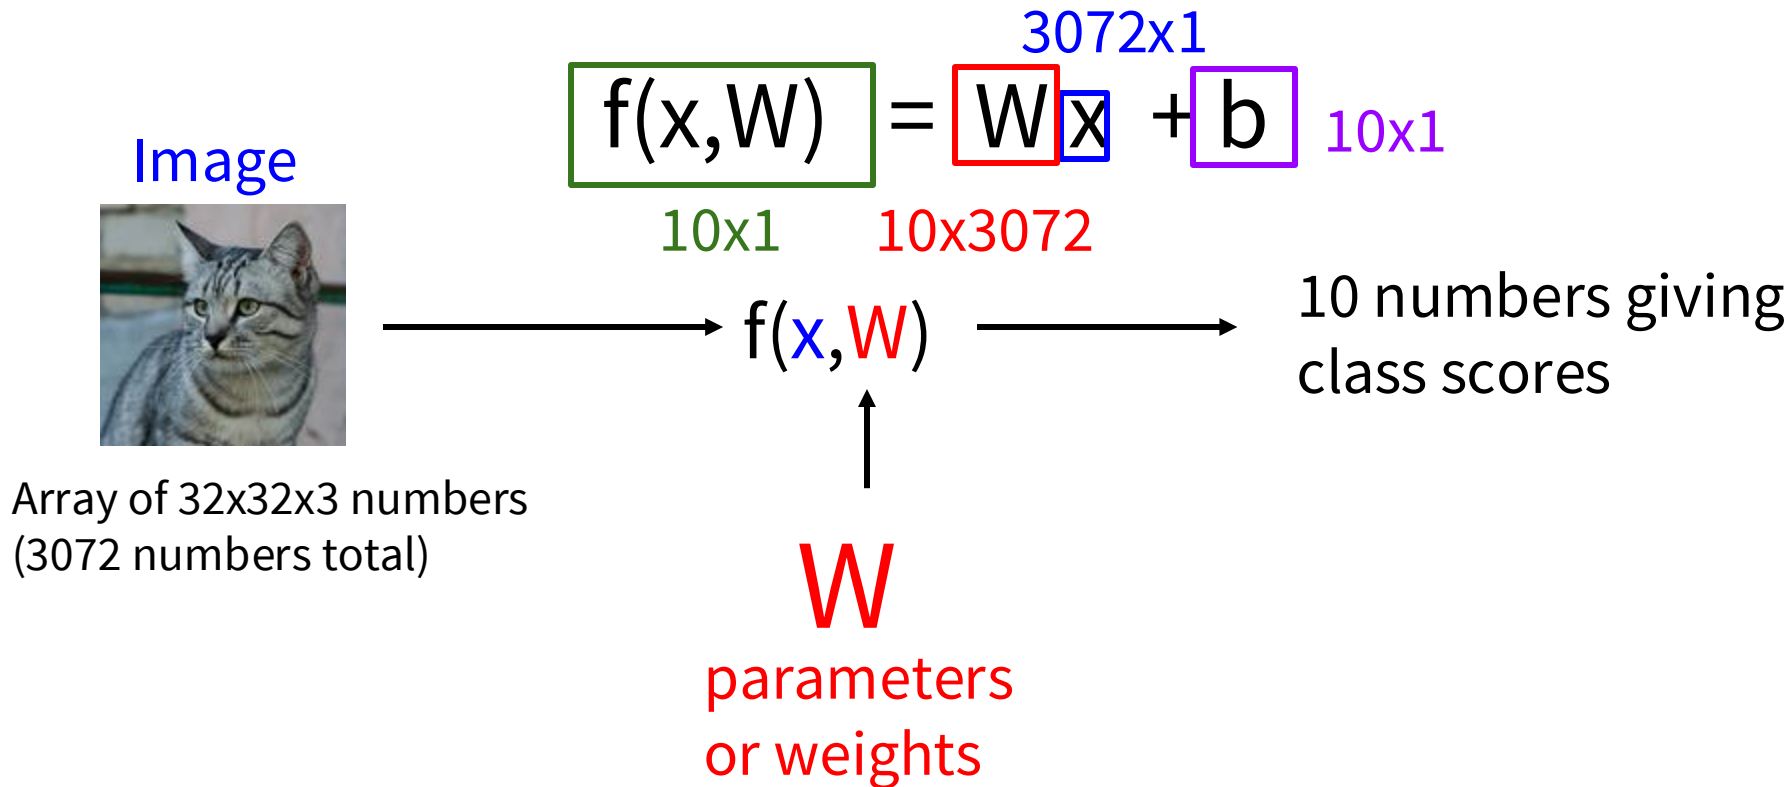 3072x1
f(x,W) = Wx + b 10x1
10x1 10x3072
Image
f(x,W)
10 numbers giving
class scores
Array of 32x32x3 numbers
(3072 numbers total)
W
parameters
or weights